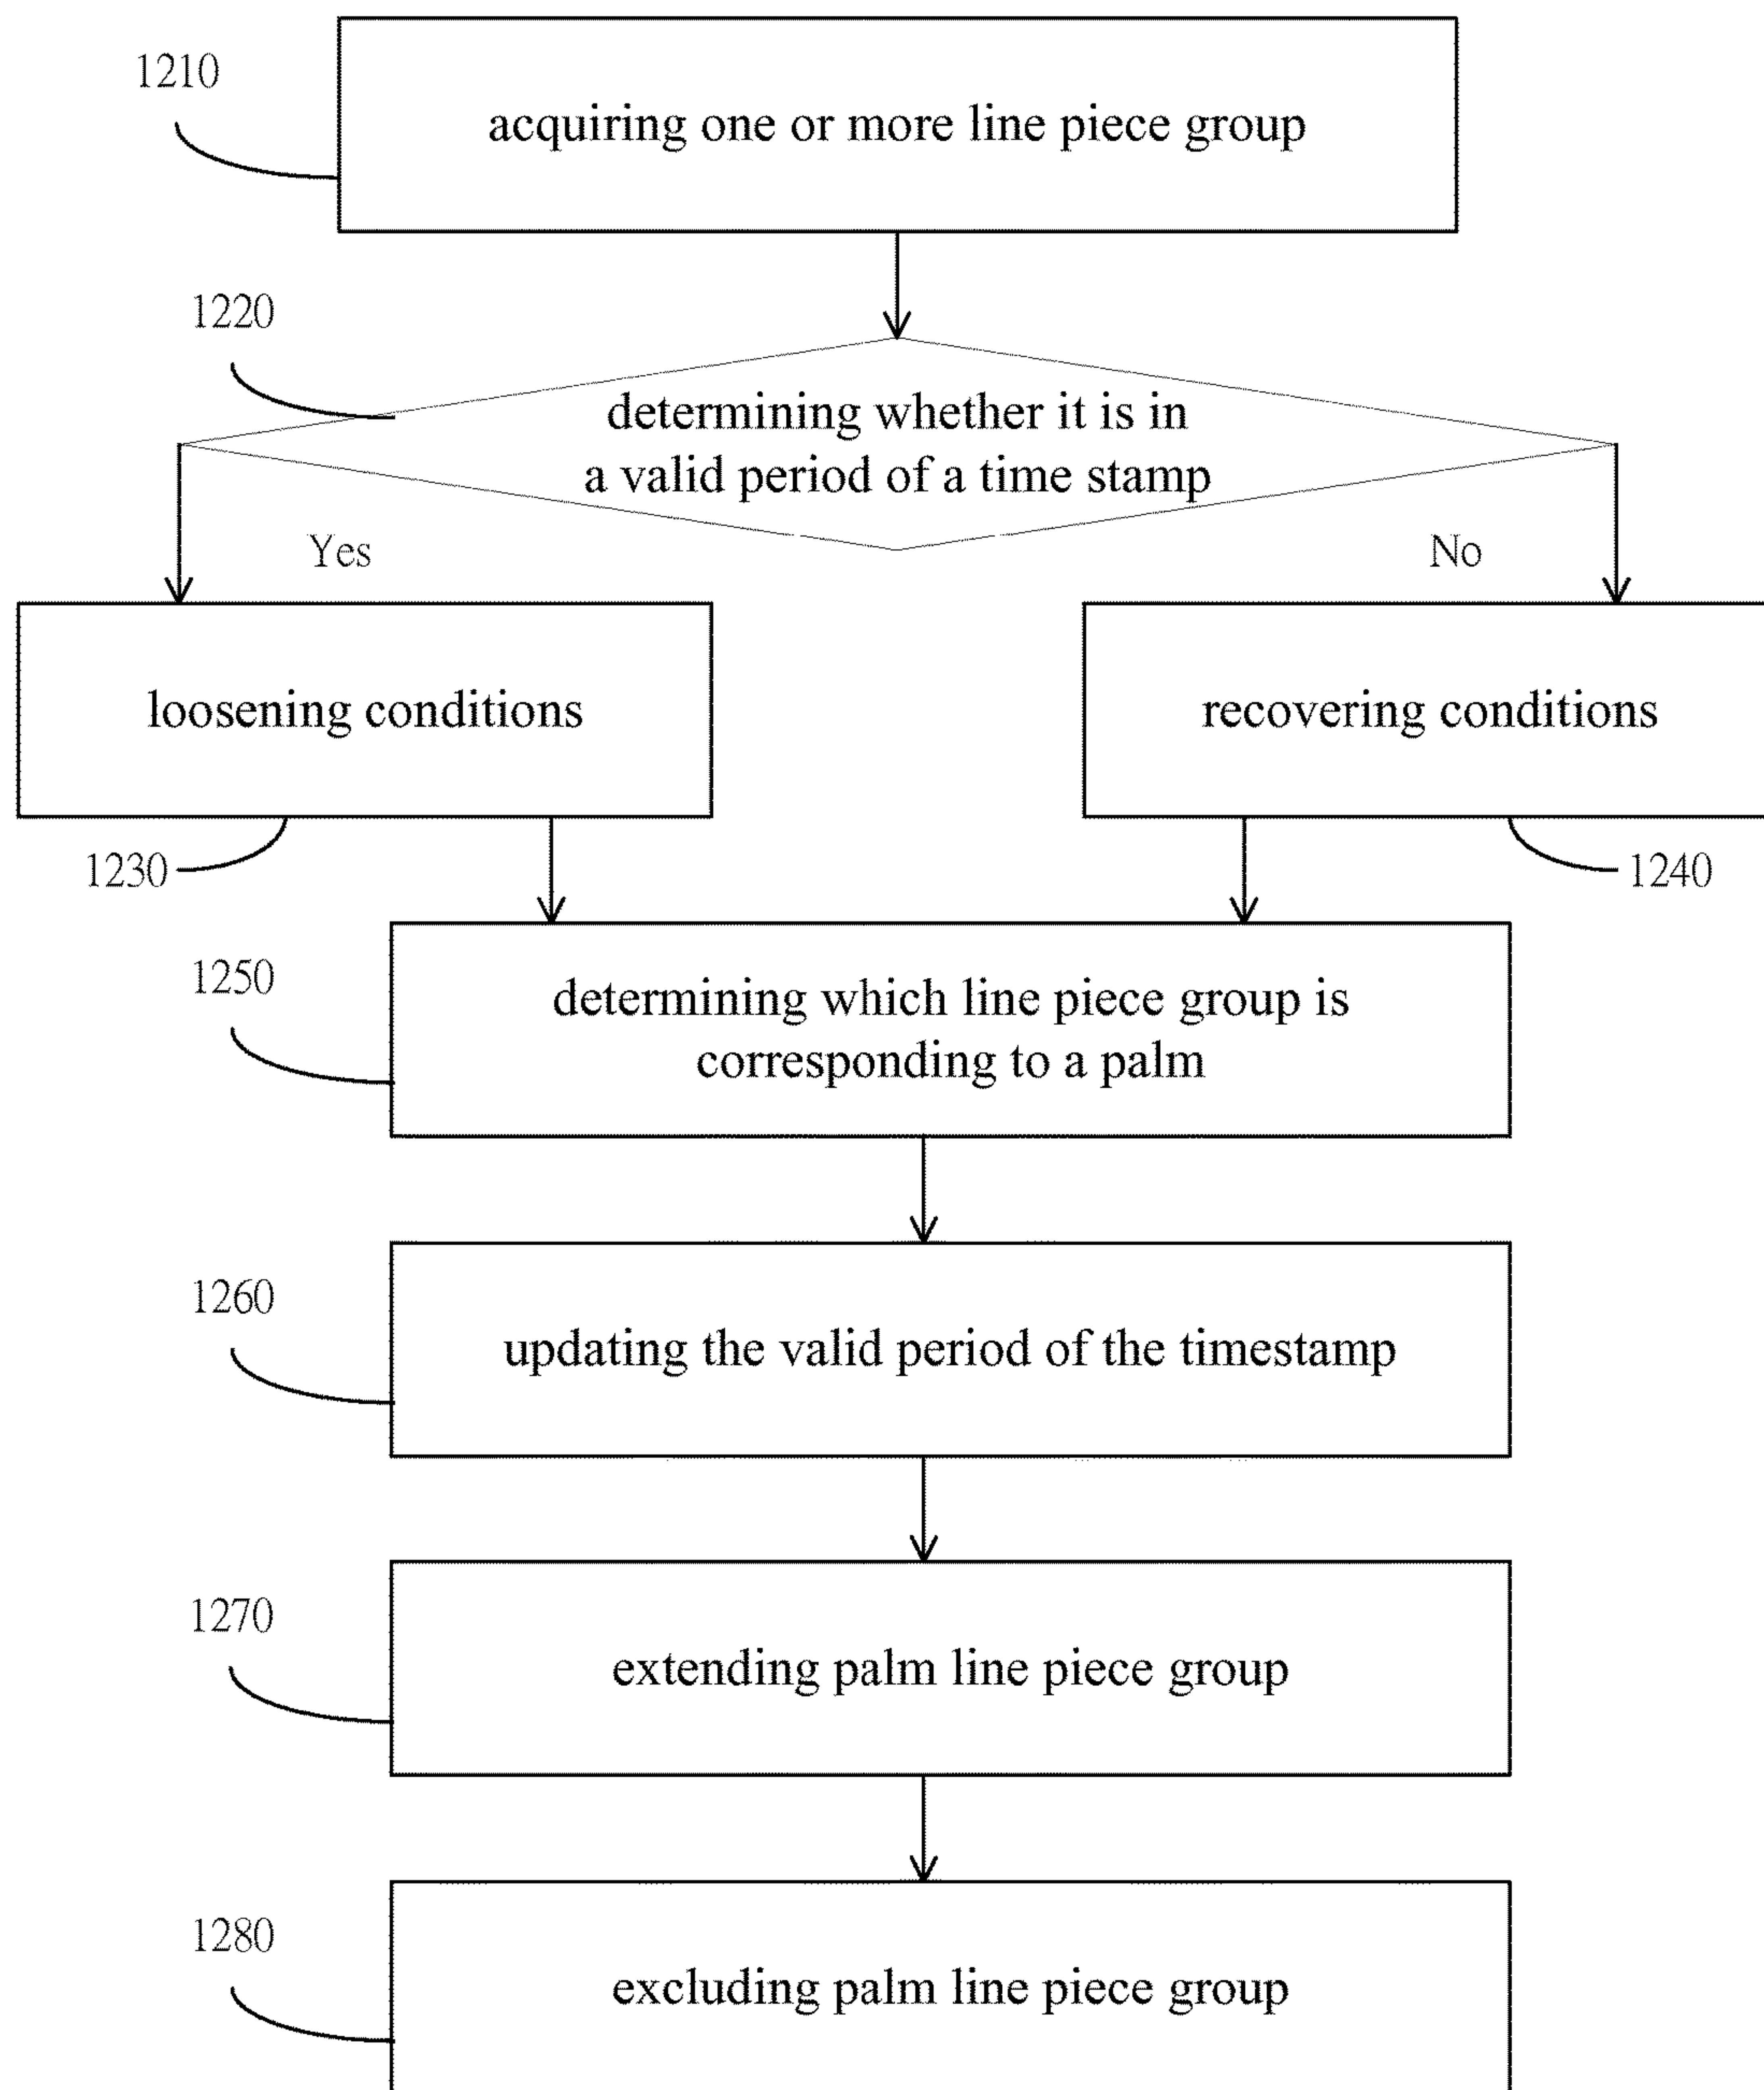 1210
acquiring one or more line piece group
1220
determining whether it is in
a valid period of a time stamp
Yes
No
loosening conditions
recovering conditions
1230
1240
1250
determining which line piece group is
corresponding to a palm
1260
updating the valid period of the timestamp
1270
extending palm line piece group
1280
excluding palm line piece group